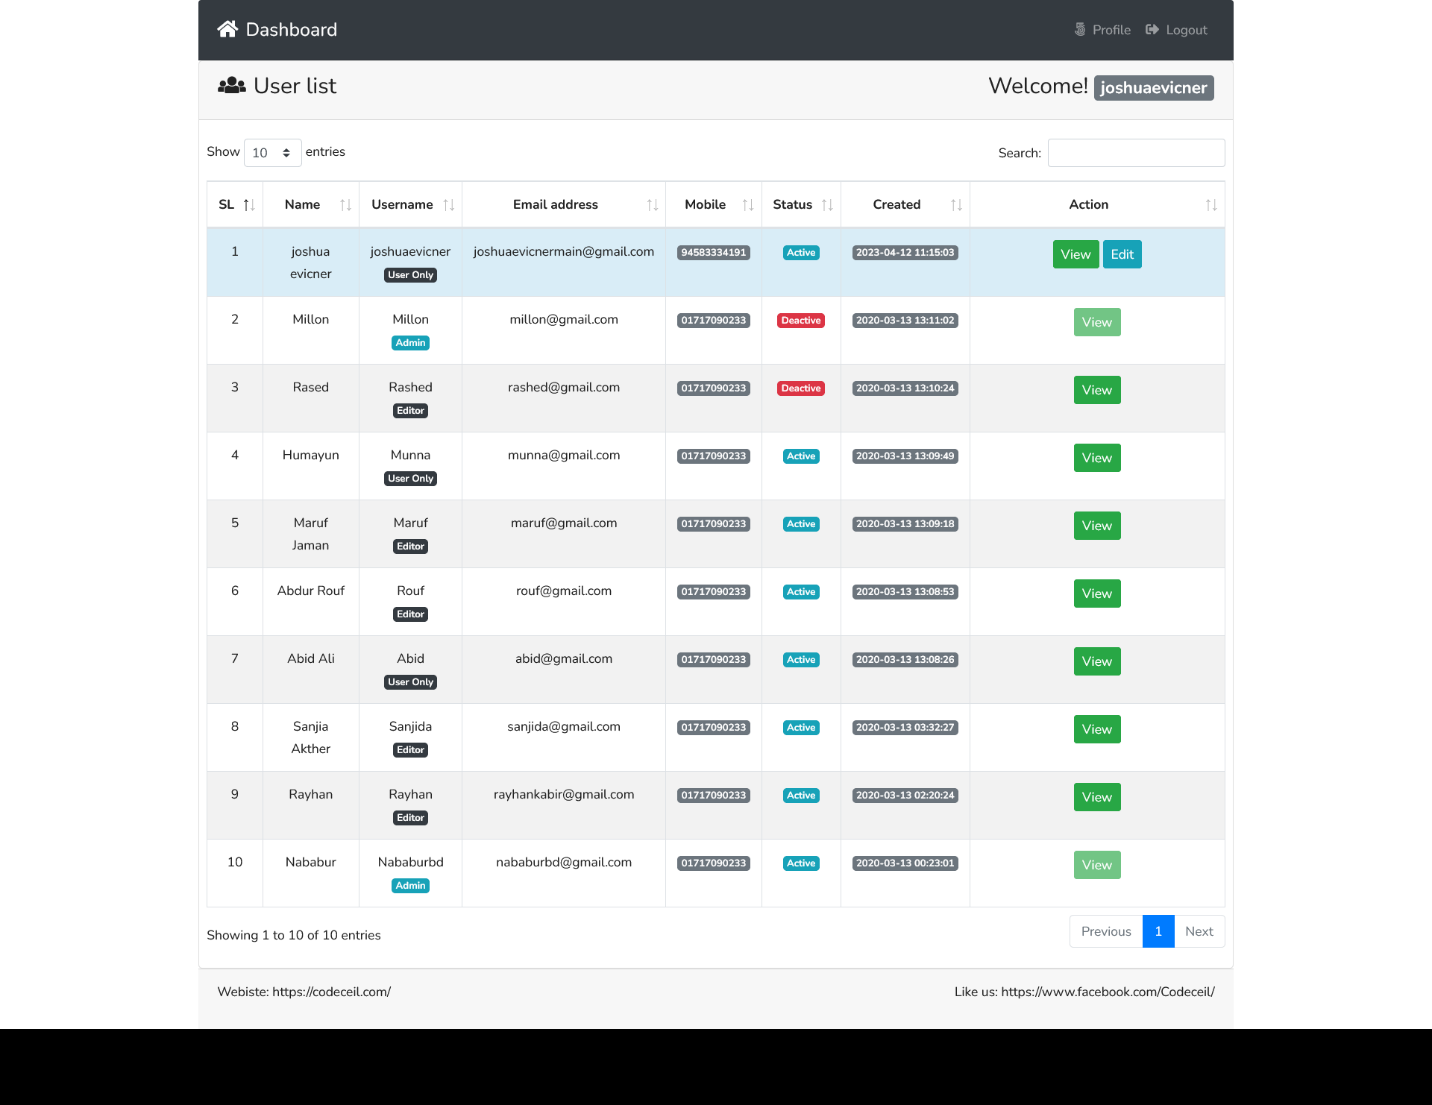 Dashboard
Profile Logout
User list
Welcome! joshuaevicner
Show 10 entries
Search:
SL Name Username Email address Mobile Status Created Action
1 joshua evicner joshuaevicner User Only joshuaevicnermain@gmail.com 94583334191 Active 2023-04-12 11:15:03 View Edit
2 Millon Millon Admin millon@gmail.com 01717090233 Deactive 2020-03-13 13:11:02 View
3 Rased Rashed Editor rashed@gmail.com 01717090233 Deactive 2020-03-13 13:10:24 View
4 Humayun Munna User Only munna@gmail.com 01717090233 Active 2020-03-13 13:09:49 View
5 Maruf Jaman Maruf Editor maruf@gmail.com 01717090233 Active 2020-03-13 13:09:18 View
6 Abdur Rouf Rouf Editor rouf@gmail.com 01717090233 Active 2020-03-13 13:08:53 View
7 Abid Ali Abid User Only abid@gmail.com 01717090233 Active 2020-03-13 13:08:26 View
8 Sanjia Akther Sanjida Editor sanjida@gmail.com 01717090233 Active 2020-03-13 03:32:27 View
9 Rayhan Rayhan Editor rayhankabir@gmail.com 01717090233 Active 2020-03-13 02:20:24 View
10 Nababur Nababurbd Admin nababurbd@gmail.com 01717090233 Active 2020-03-13 00:23:01 View
Showing 1 to 10 of 10 entries
Previous 1 Next
Webiste: https://codeceil.com/
Like us: https://www.facebook.com/Codeceil/